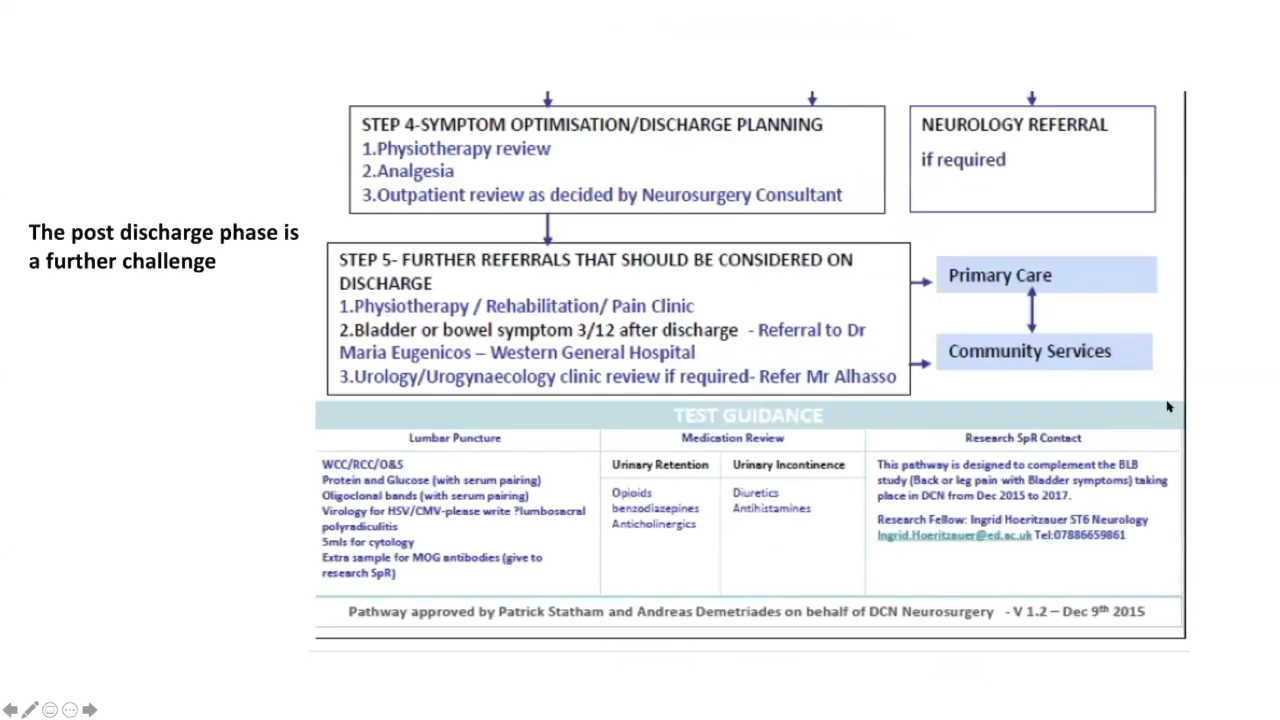 The post discharge phase is
a further challenge
STEP 4-SYMPTOM OPTIMISATION/DISCHARGE PLANNING
1.Physiotherapy review
2.Analgesia
3.Outpatient review as decided by Neurosurgery Consultant
NEUROLOGY REFERRAL
if required
STEP 5- FURTHER REFERRALS THAT SHOULD BE CONSIDERED ON
DISCHARGE
1.Physiotherapy / Rehabilitation/ Pain Clinic
2.Bladder or bowel symptom 3/12 after discharge - Referral to Dr
Maria Eugenicos – Western General Hospital
3.Urology/Urogynaecology clinic review if required- Refer Mr Alhasso
Primary Care
Community Services
TEST GUIDANCE
Lumbar Puncture
WCC/RCC/O&S
Protein and Glucose (with serum pairing)
Oligoclonal bands (with serum pairing)
Virology for HSV/CMV-please write ?lumbosacral
polyradiculitis
5mls for cytology
Extra sample for MOG antibodies (give to
research SpR)
Medication Review
Urinary Retention
Opioids
benzodiazepines
Anticholinergics
Urinary Incontinence
Diuretics
Antihistamines
Research SpR Contact
This pathway is designed to complement the BLB
study (Back or leg pain with Bladder symptoms) taking
place in DCN from Dec 2015 to 2017.
Research Fellow: Ingrid Hoeritzauer ST6 Neurology
Ingrid.Hoeritzauer@ed.ac.uk Tel:07886659861
Pathway approved by Patrick Statham and Andreas Demetriades on behalf of DCN Neurosurgery - V 1.2 – Dec 9th 2015